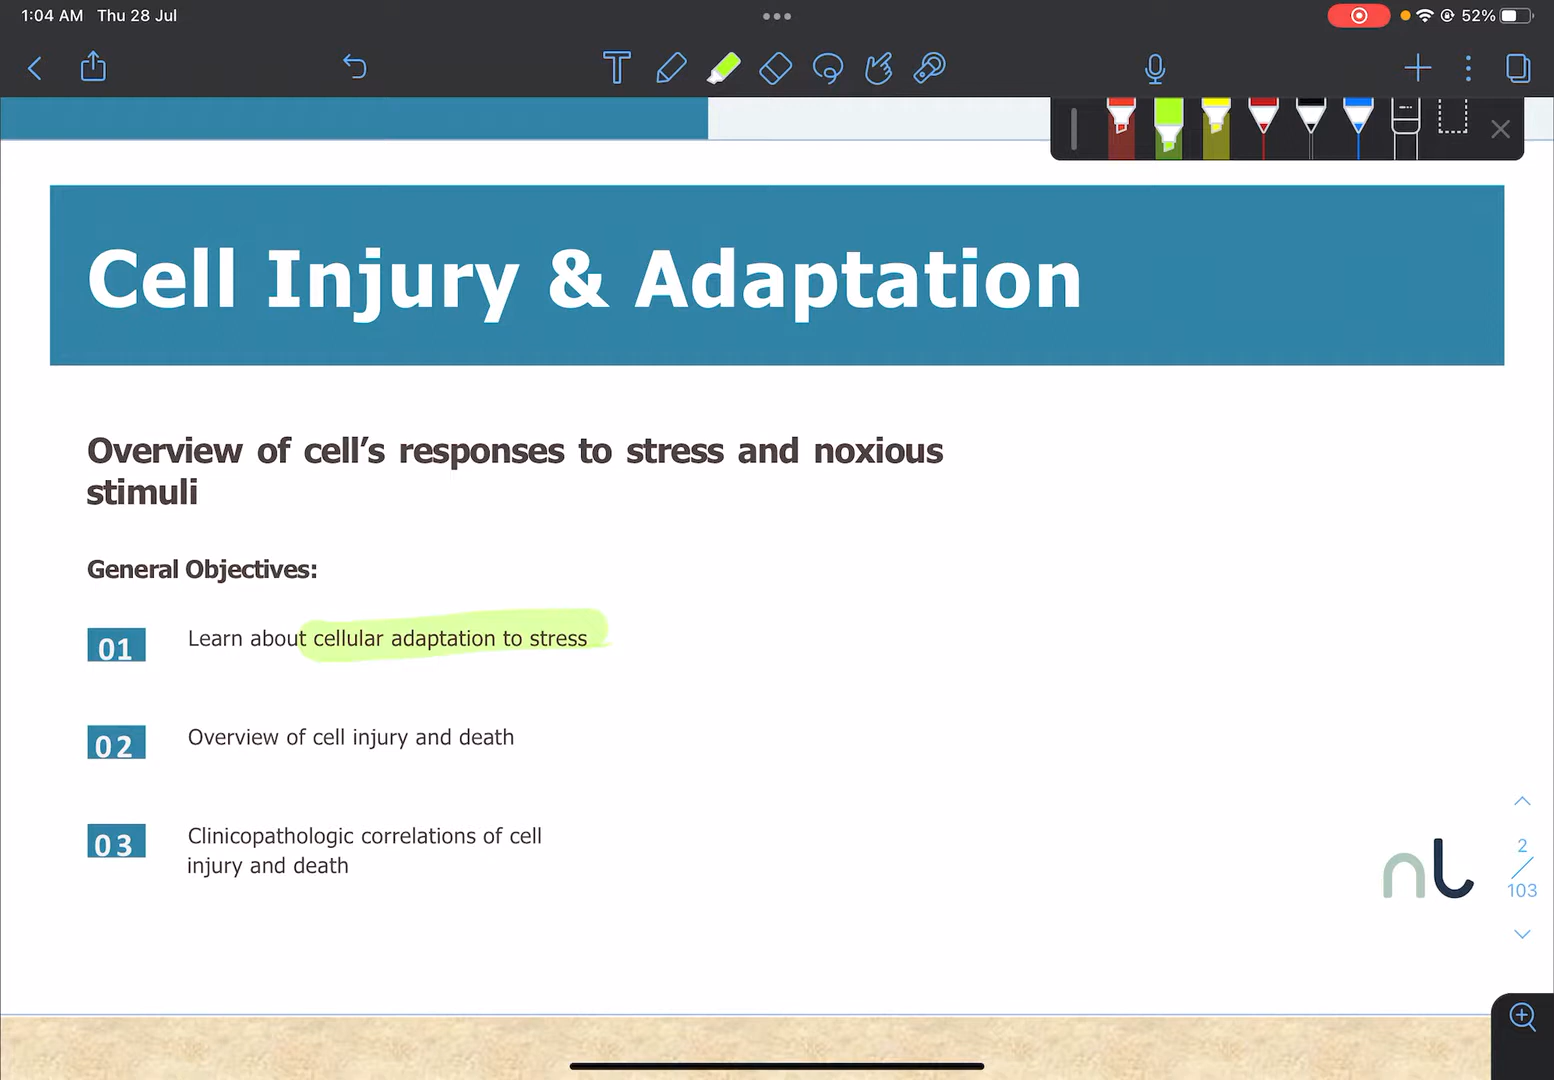 1:04 AM Thu 28 Jul
52%
T
Cell Injury & Adaptation
Overview of cell’s responses to stress and noxious
stimuli
General Objectives:
01 Learn about cellular adaptation to stress
02 Overview of cell injury and death
03 Clinicopathologic correlations of cell
injury and death
2
103